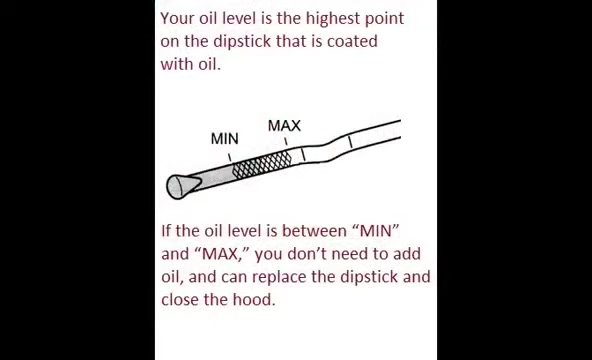 Your oil level is the highest point
on the dipstick that is coated
with oil.
MIN
MAX
If the oil level is between “MIN”
and “MAX,” you don’t need to add
oil, and can replace the dipstick and
close the hood.